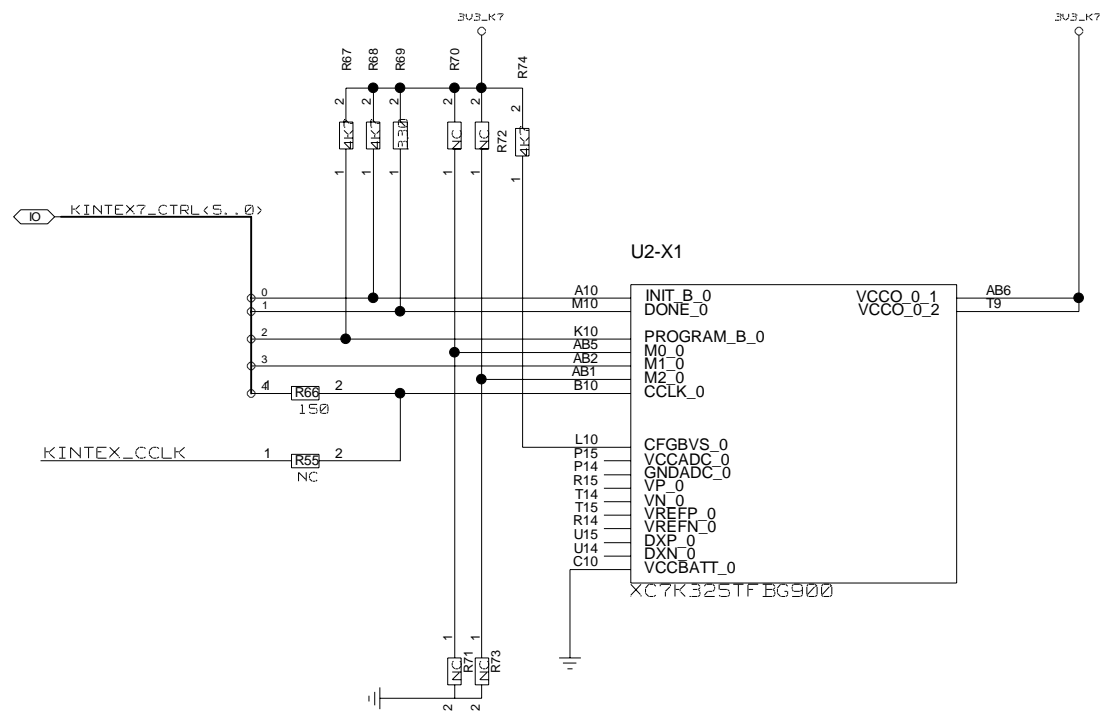 3V3_K7
3V3_K7
R67
R68
R69
R70
R74
2
2
2
2
2
2
4K7
4K7
330
NC
NC
R72
4K7
1
1
1
1
1
1
IO
KINTEX7_CTRL<5..0>
U2-X1
0
A10
INIT_B_0
VCCO_0_1
AB6
1
M10
DONE_0
VCCO_0_2
T9
2
K10
PROGRAM_B_0
AB5
M0_0
3
AB2
M1_0
AB1
M2_0
4
1
R66
2
B10
CCLK_0
150
KINTEX_CCLK
1
R55
2
NC
L10
CFGBVS_0
P15
VCCADC_0
P14
GNDADC_0
R15
VP_0
T14
VN_0
T15
VREFP_0
R14
VREFN_0
U15
DXP_0
U14
DXN_0
C10
VCCBATT_0
XC7K325TFBG900
1
1
NC
R71
NC
R73
2
2